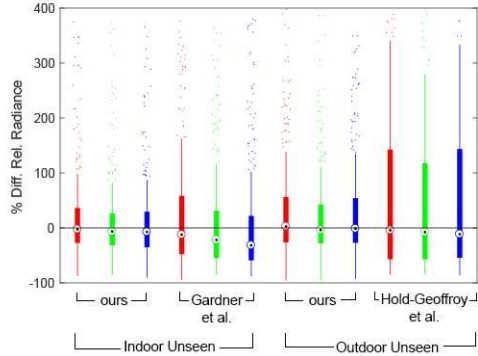 400
300
200
100
0
-100
% Diff. Rel. Radiance
ours
Gardner
et al.
ours
Hold-Geoffroy
et al.
Indoor Unseen
Outdoor Unseen